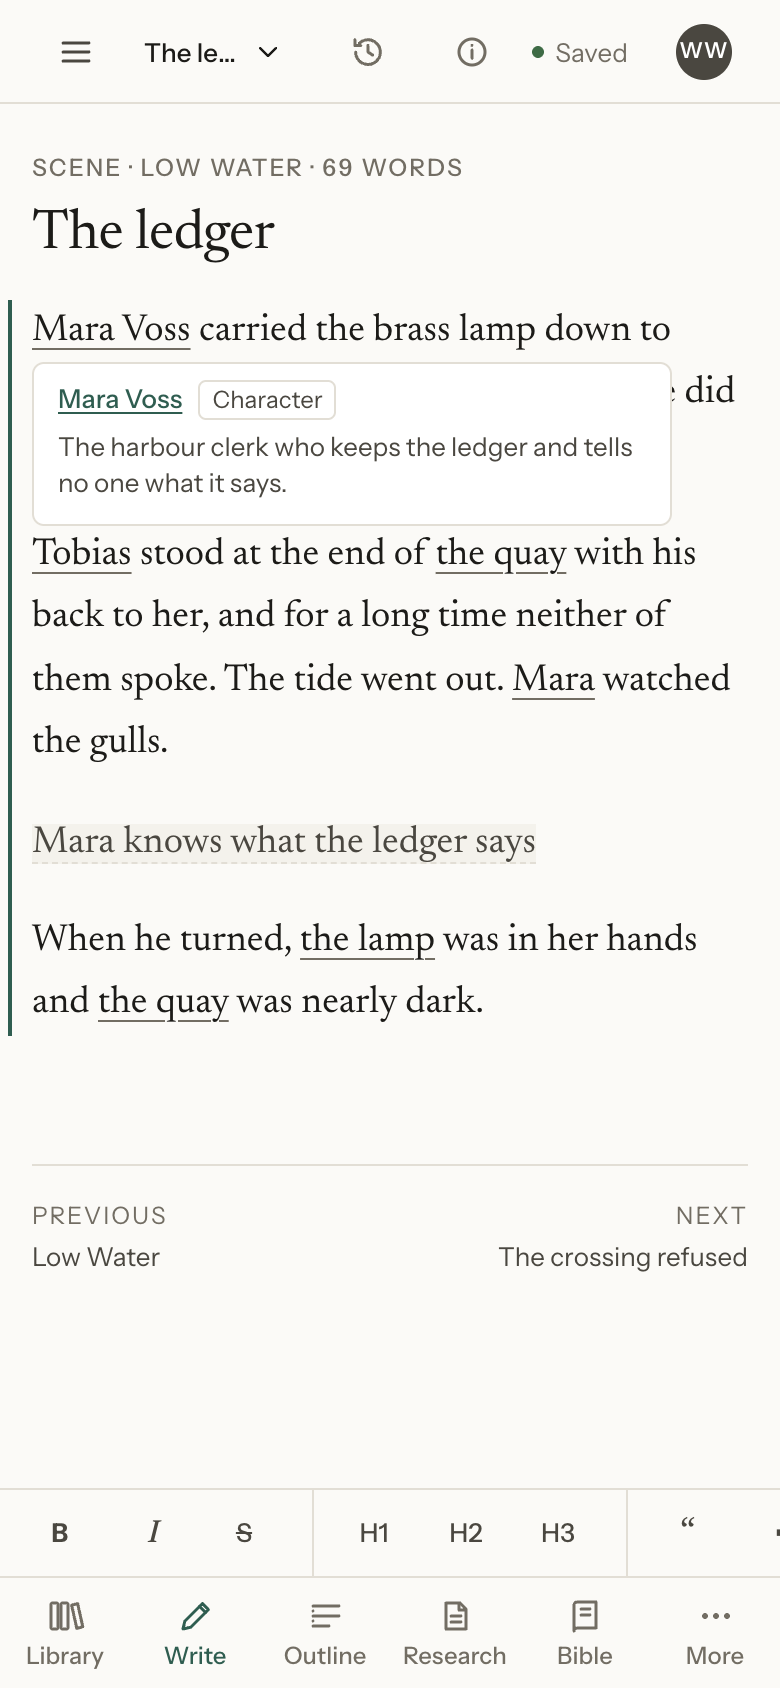 The le...
Saved
WW
SCENE · LOW WATER · 69 WORDS
The ledger
Mara Voss carried the brass lamp down to
did
Mara Voss Character
The harbour clerk who keeps the ledger and tells
no one what it says.
Tobias stood at the end of the quay with his
back to her, and for a long time neither of
them spoke. The tide went out. Mara watched
the gulls.
Mara knows what the ledger says
When he turned, the lamp was in her hands
and the quay was nearly dark.
PREVIOUS NEXT
Low Water The crossing refused
B I S H1 H2 H3 “
Library Write Outline Research Bible More